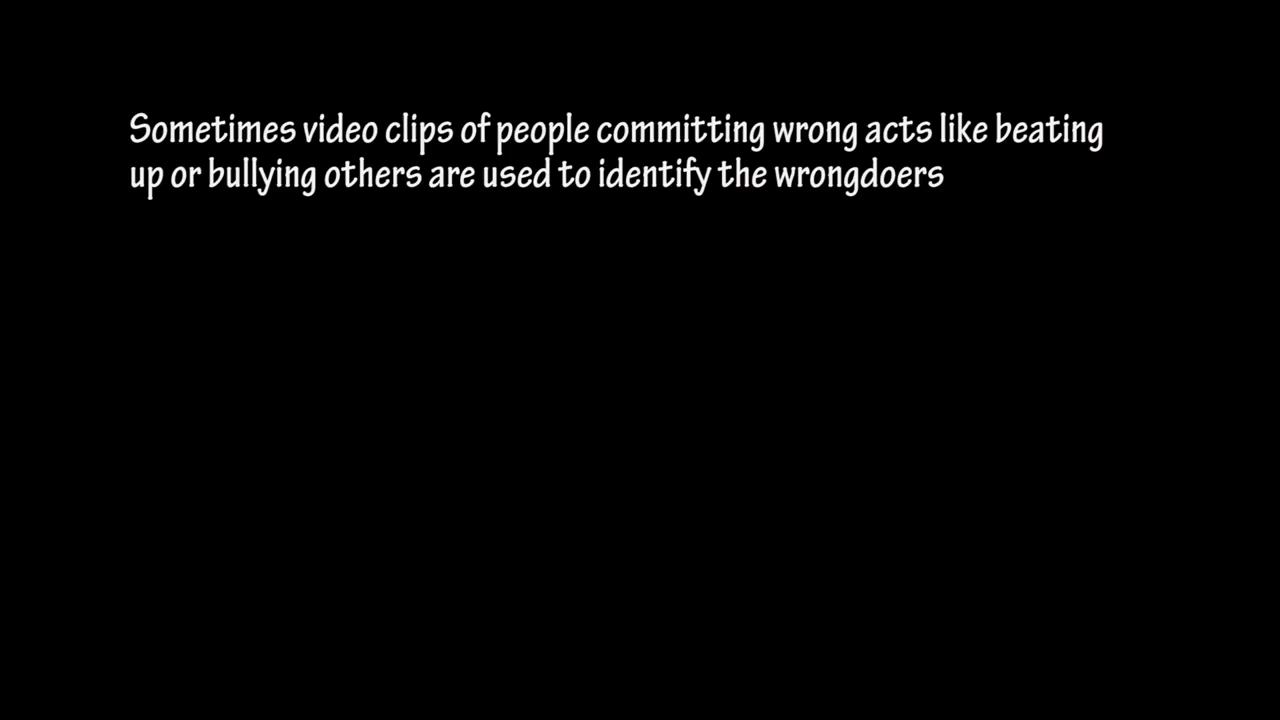 Sometimes video clips of people committing wrong acts like beating
up or bullying others are used to identify the wrongdoers